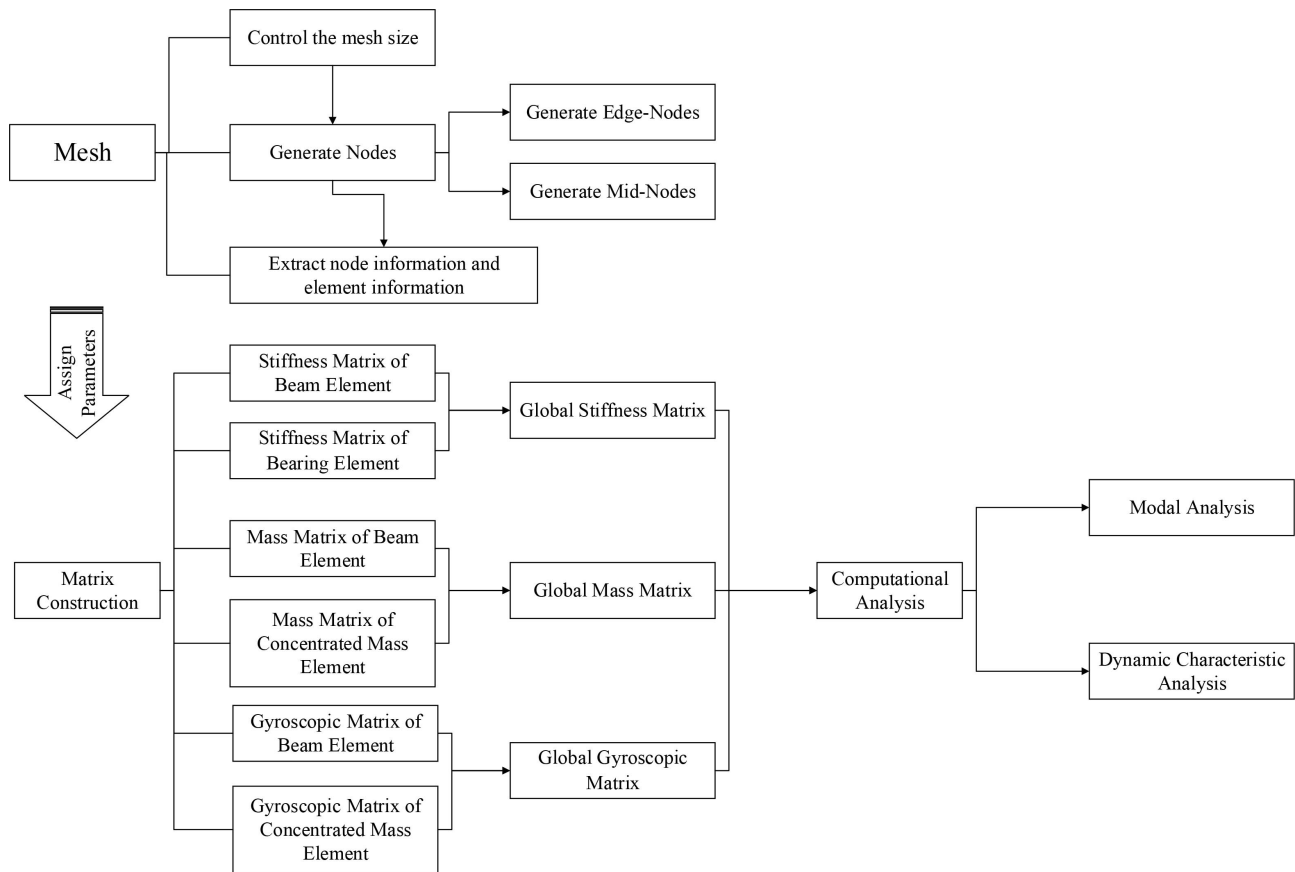 Control the mesh size
Mesh
Generate Nodes
Generate Edge-Nodes
Generate Mid-Nodes
Extract node information and
element information
Assign
Parameters
Stiffness Matrix of
Beam Element
Stiffness Matrix of
Bearing Element
Global Stiffness Matrix
Matrix
Construction
Mass Matrix of Beam
Element
Mass Matrix of
Concentrated Mass
Element
Global Mass Matrix
Gyroscopic Matrix of
Beam Element
Gyroscopic Matrix of
Concentrated Mass
Element
Global Gyroscopic
Matrix
Computational
Analysis
Modal Analysis
Dynamic Characteristic
Analysis